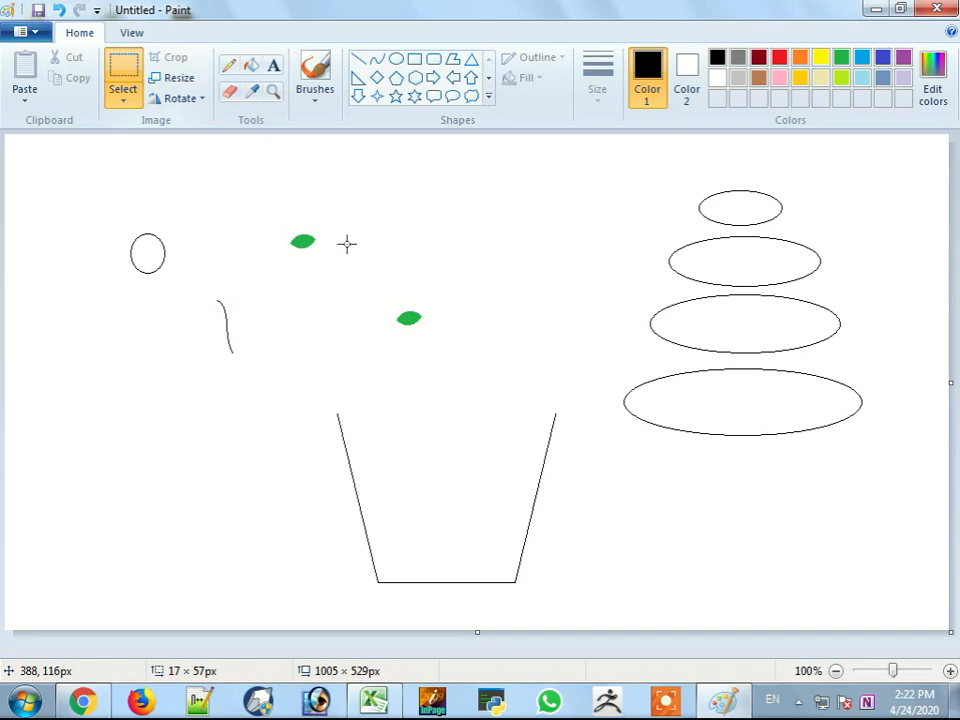 Untitled - Paint
Home
View
Paste
Cut
Copy
Clipboard
Select
Crop
Resize
Rotate
Image
A
Tools
Brushes
Shapes
Outline
Fill
Size
Color 1
Color 2
Edit colors
Colors
388, 116px
17 × 57px
1005 × 529px
100%
InPage
N
EN
2:22 PM
4/24/2020